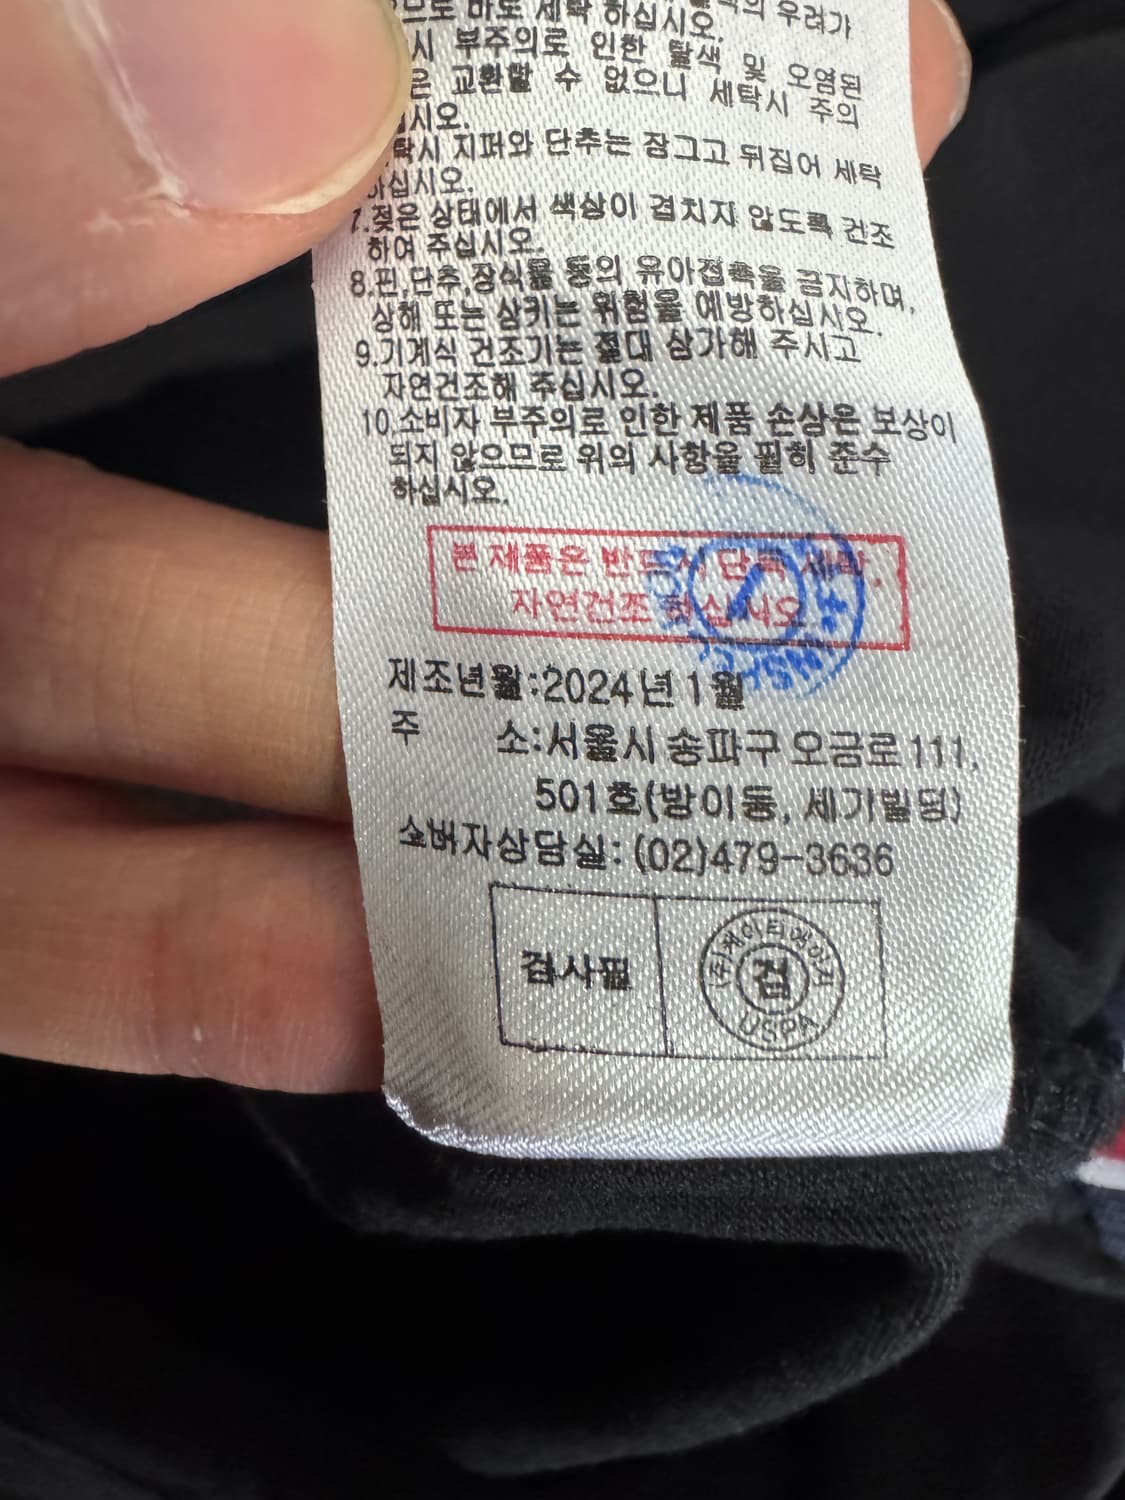 므로 바로 세탁 하십시오.
의 우려가
시 부주의로 인한 탈색 및 오염된
은 교환할 수 없으니 세탁시 주의
십시오.
탁시 지퍼와 단추는 잠그고 뒤집어 세탁
하십시오.
7.젖은 상태에서 색상이 겹치지 않도록 건조
하여 주십시오.
8.핀,단추,장식물 등의 유아접촉을 금지하며,
상해 또는 삼키는 위험을 예방하십시오.
9.기계식 건조기는 절대 삼가해 주시고
자연건조해 주십시오.
10.소비자 부주의로 인한 제품 손상은 보상이
되지 않으므로 위의 사항을 필히 준수
하십시오.
본 제품은 반드시 단독 세탁,
자연건조 하십시오
제조년월:2024년 1월
주 소:서울시 송파구 오금로 111,
501호(방이동, 세기빌딩)
소비자상담실: (02)479-3636
검사필
(주)케이티에이지
검
USPA